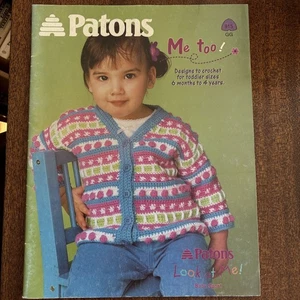 Patons
Me too!
Designs to crochet
for toddler sizes
6 months to 4 years.
Patons
Look at Me!